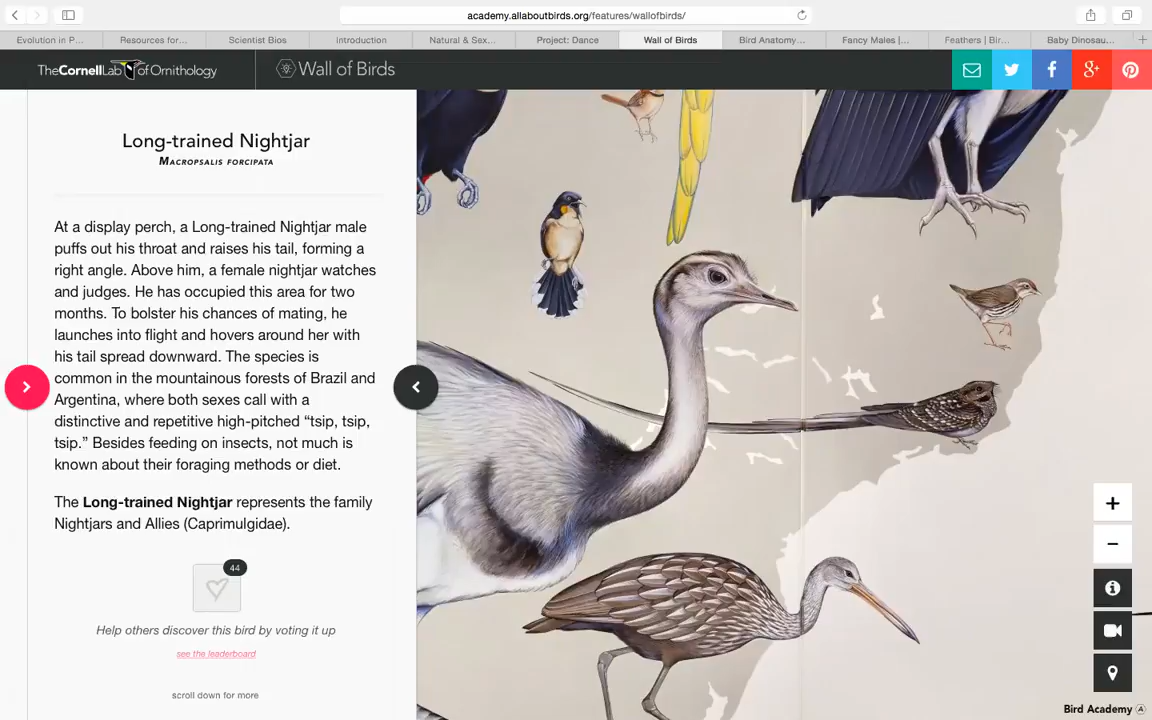 academy.allaboutbirds.org/features/wallofbirds/
Evolution in P...
Resources for...
Scientist Bios
Introduction
Natural & Sex...
Project: Dance
Wall of Birds
Bird Anatomy...
Fancy Males |...
Feathers | Bir...
Baby Dinosau...
TheCornellLab of Ornithology
Wall of Birds
Long-trained Nightjar
MACROPSALIS FORCIPATA
At a display perch, a Long-trained Nightjar male
puffs out his throat and raises his tail, forming a
right angle. Above him, a female nightjar watches
and judges. He has occupied this area for two
months. To bolster his chances of mating, he
launches into flight and hovers around her with
his tail spread downward. The species is
common in the mountainous forests of Brazil and
Argentina, where both sexes call with a
distinctive and repetitive high-pitched “tsip, tsip,
tsip.” Besides feeding on insects, not much is
known about their foraging methods or diet.
The Long-trained Nightjar represents the family
Nightjars and Allies (Caprimulgidae).
44
Help others discover this bird by voting it up
see the leaderboard
scroll down for more
Bird Academy